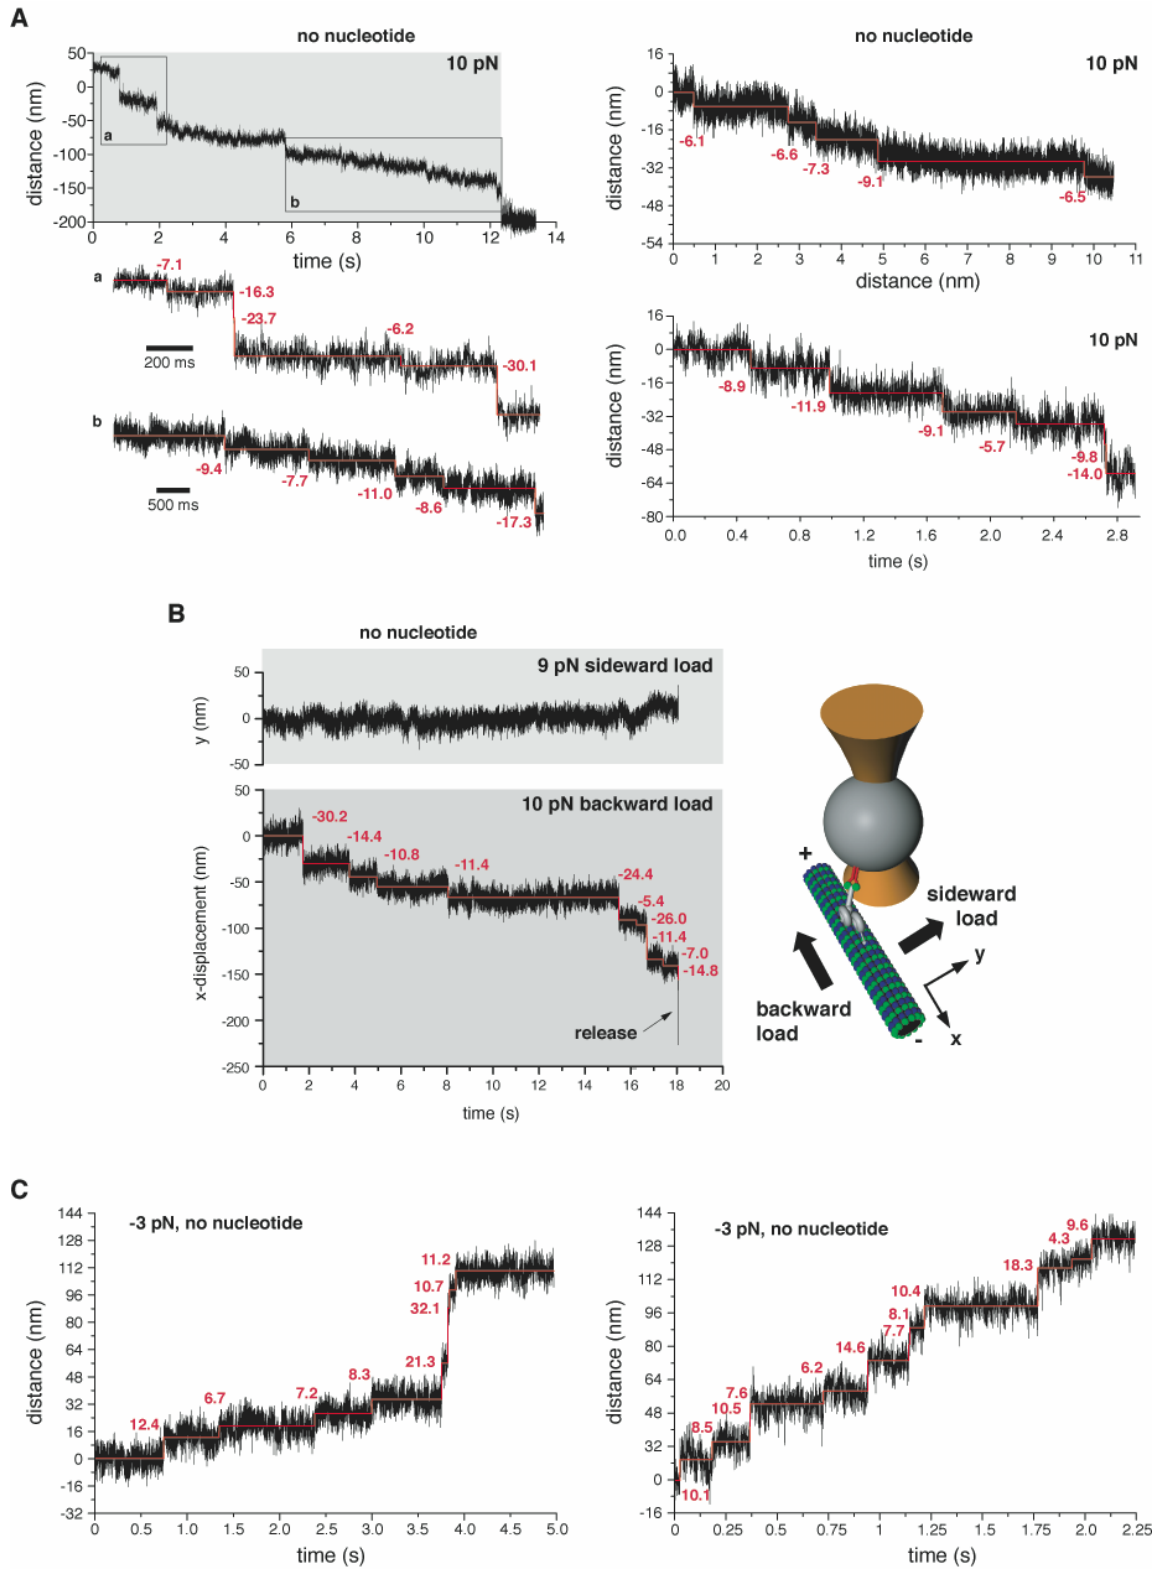 A
no nucleotide
10 pN
distance (nm)
50
0
-50
-100
-150
-200
a
b
0 2 4 6 8 10 12 14
time (s)
a
-7.1
-16.3
-23.7
-6.2
-30.1
200 ms
b
-9.4
-7.7
-11.0
-8.6
-17.3
500 ms
no nucleotide
10 pN
distance (nm)
16
0
-16
-32
-48
-54
-6.1
-6.6
-7.3
-9.1
-6.5
0 1 2 3 4 5 6 7 8 9 10 11
distance (nm)
10 pN
distance (nm)
16
0
-16
-32
-48
-64
-80
-8.9
-11.9
-9.1
-5.7
-9.8
-14.0
0.0 0.4 0.8 1.2 1.6 2.0 2.4 2.8
time (s)
B
no nucleotide
9 pN sideward load
y (nm)
50
0
-50
10 pN backward load
x-displacement (nm)
50
0
-50
-100
-150
-200
-250
-30.2
-14.4
-10.8
-11.4
-24.4
-5.4
-26.0
-11.4
-7.0
-14.8
release
0 2 4 6 8 10 12 14 16 18 20
time (s)
+
sideward
load
y
backward
load
-
x
C
-3 pN, no nucleotide
distance (nm)
144
128
112
96
80
64
48
32
16
0
-16
-32
12.4
6.7
7.2
8.3
21.3
32.1
10.7
11.2
0 0.5 1.0 1.5 2.0 2.5 3.0 3.5 4.0 4.5 5.0
time (s)
-3 pN, no nucleotide
distance (nm)
144
128
112
96
80
64
48
32
16
0
-16
10.1
8.5
10.5
7.6
6.2
14.6
7.7
8.1
10.4
18.3
4.3
9.6
0 0.25 0.5 0.75 1 1.25 1.5 1.75 2.0 2.25
time (s)